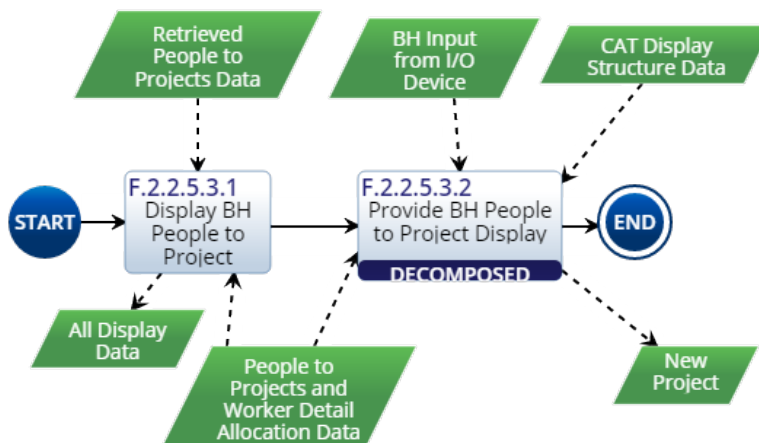 Retrieved
People to
Projects Data
BH Input
from I/O
Device
CAT Display
Structure Data
START
F.2.2.5.3.1
Display BH
People to
Project
F.2.2.5.3.2
Provide BH People
to Project Display
DECOMPOSED
END
All Display
Data
People to
Projects and
Worker Detail
Allocation Data
New
Project